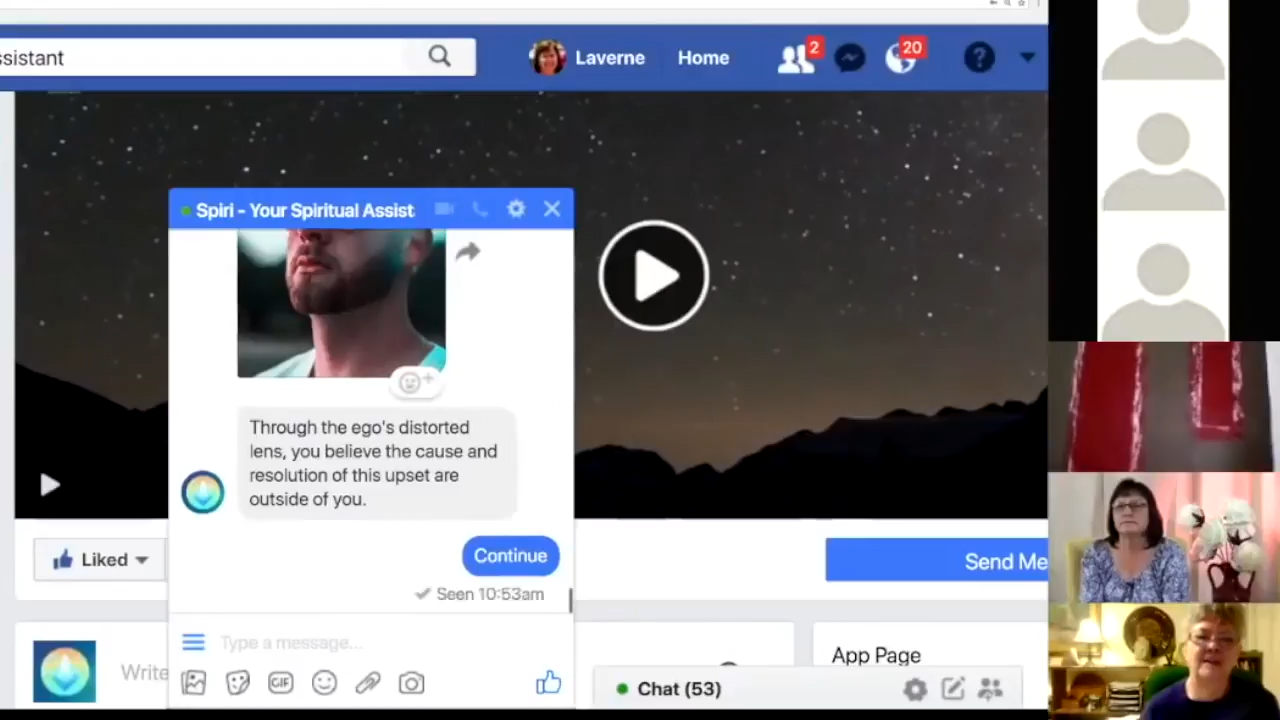 ssistant
Laverne
Home
2
20
Spiri - Your Spiritual Assist
Through the ego's distorted
lens, you believe the cause and
resolution of this upset are
outside of you.
Continue
Seen 10:53am
Liked
Send Me
Type a message...
GIF
Write
App Page
Chat (53)